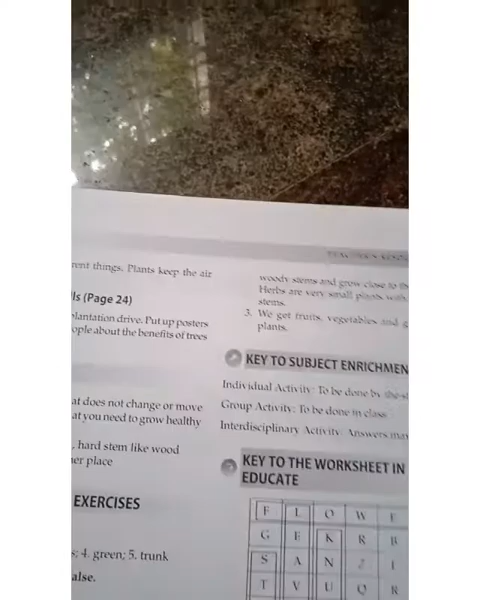 rent things. Plants keep the air
ls (Page 24)
plantation drive. Put up posters
ople about the benefits of trees
at does not change or move
at you need to grow healthy
, hard stem like wood
her place
EXERCISES
s; 4. green; 5. trunk
alse.
woody stems and grow close to th
Herbs are very small plants with
stems.
3. We get fruits, vegetables and g
plants.
KEY TO SUBJECT ENRICHMEN
Individual Activity: To be done by the st
Group Activity: To be done in class
Interdisciplinary Activity: Answers may
KEY TO THE WORKSHEET IN
EDUCATE
F L O W E
G E K R B
S A N Z I
T V U Q R